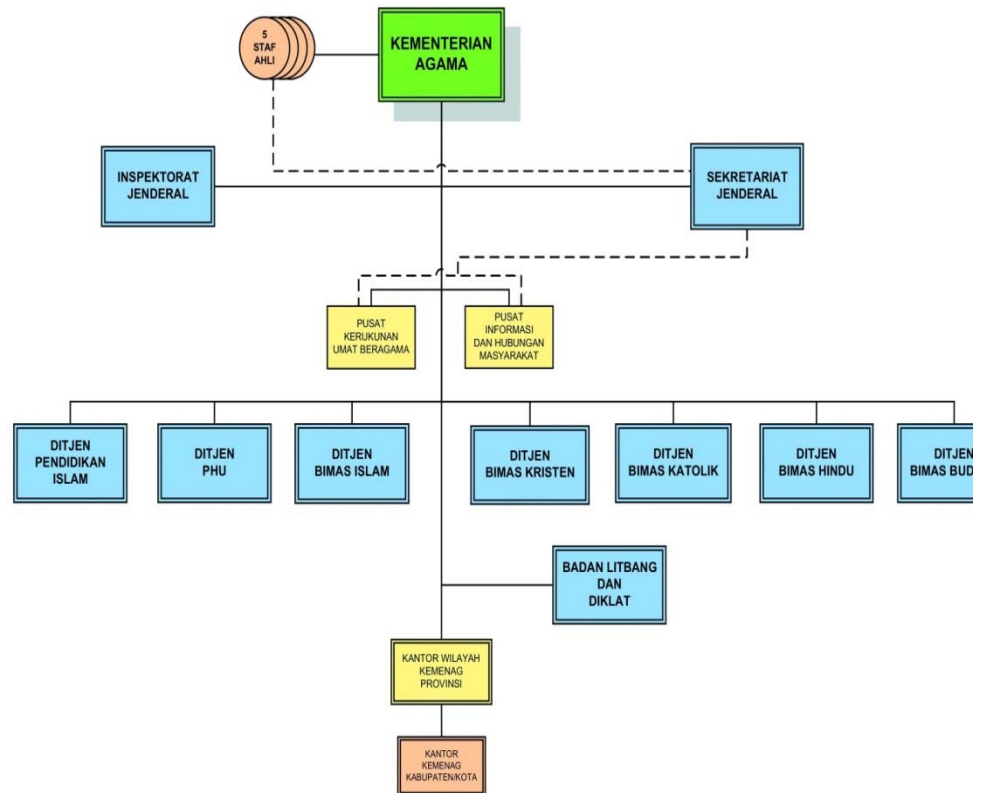 5
STAF
AHLI
KEMENTERIAN
AGAMA
INSPEKTORAT
JENDERAL
SEKRETARIAT
JENDERAL
PUSAT
KERUKUNAN
UMAT BERAGAMA
PUSAT
INFORMASI
DAN HUBUNGAN
MASYARAKAT
DITJEN
PENDIDIKAN
ISLAM
DITJEN
PHU
DITJEN
BIMAS ISLAM
DITJEN
BIMAS KRISTEN
DITJEN
BIMAS KATOLIK
DITJEN
BIMAS HINDU
DITJEN
BIMAS
BADAN LITBANG
DAN
DIKLAT
KANTOR WILAYAH
KEMENAG
PROVINSI
KANTOR
KEMENAG
KABUPATEN/KOTA